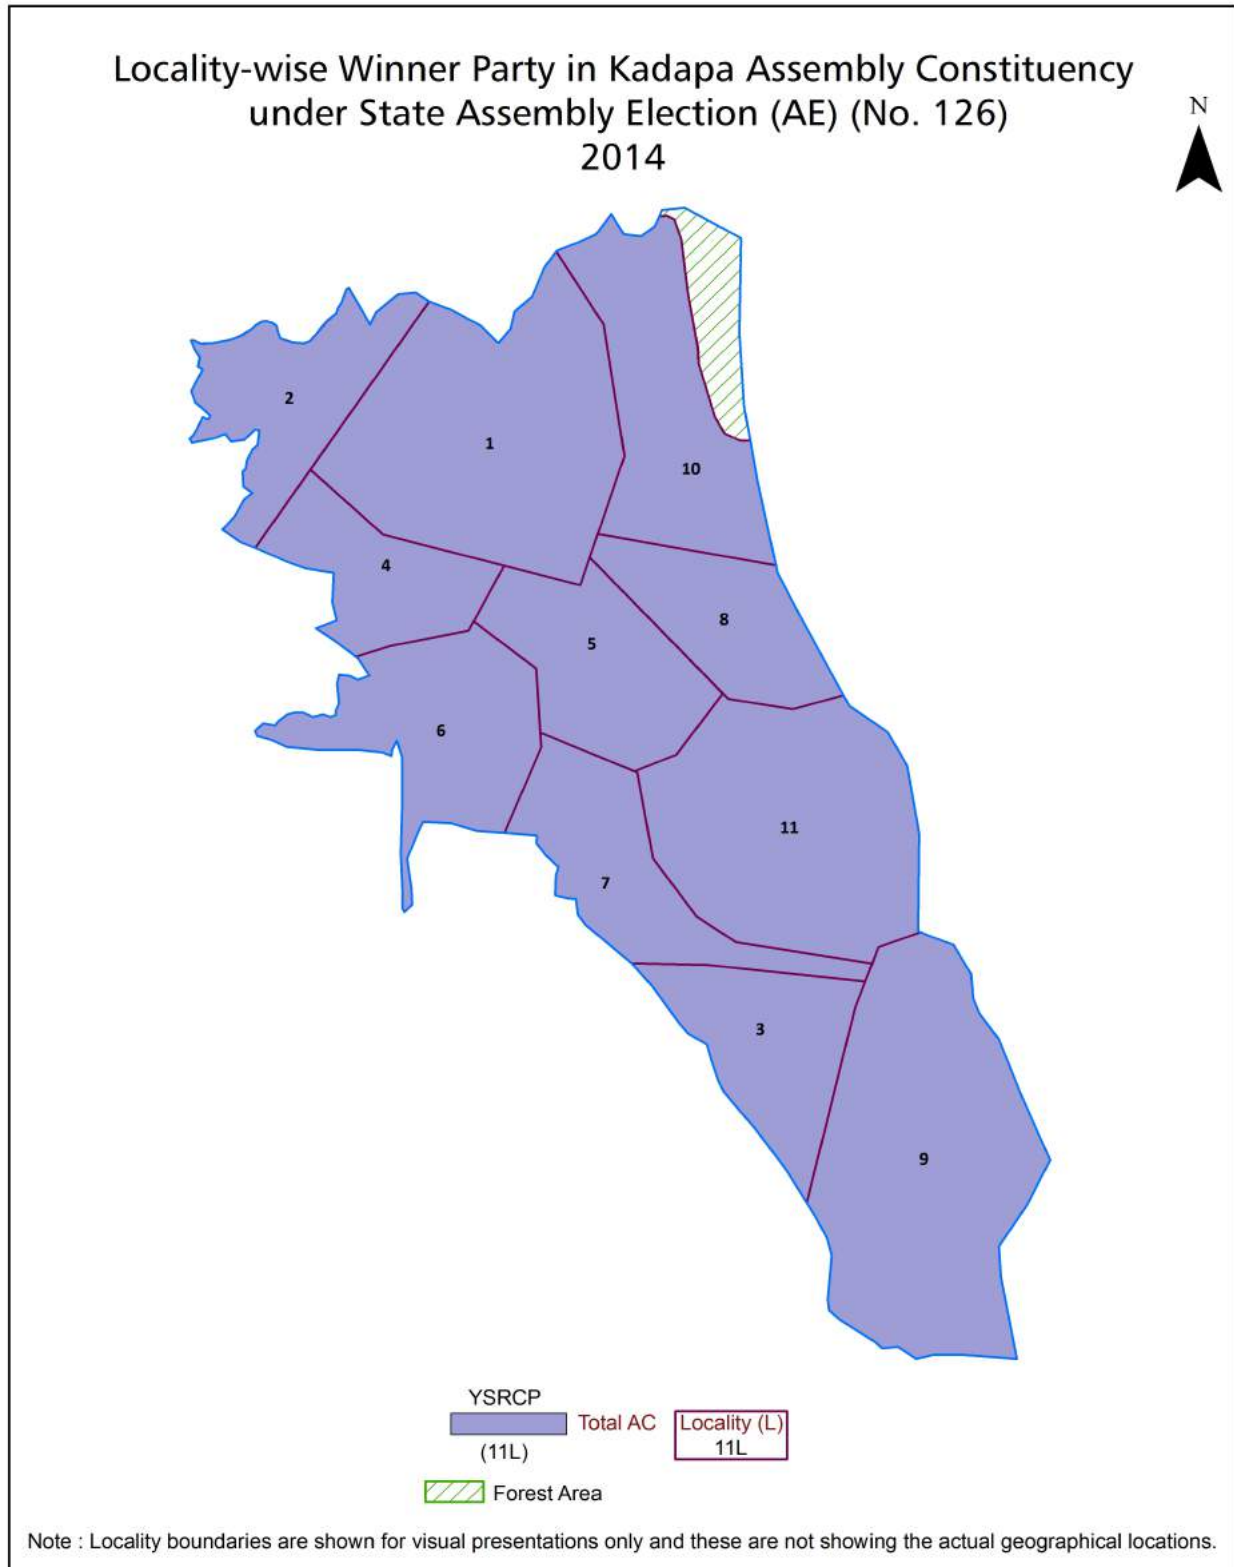 Locality-wise Winner Party in Kadapa Assembly Constituency
under State Assembly Election (AE) (No. 126)
2014
N
2
1
10
4
8
5
6
11
7
3
9
YSRCP
Total AC
Locality (L)
(11L)
11L
Forest Area
Note : Locality boundaries are shown for visual presentations only and these are not showing the actual geographical locations.